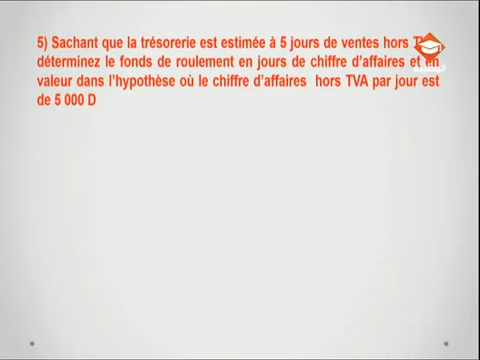 5) Sachant que la trésorerie est estimée à 5 jours de ventes hors
déterminez le fonds de roulement en jours de chiffre d'affaires et en
valeur dans l'hypothèse où le chiffre d'affaires hors TVA par jour est
de 5 000 D